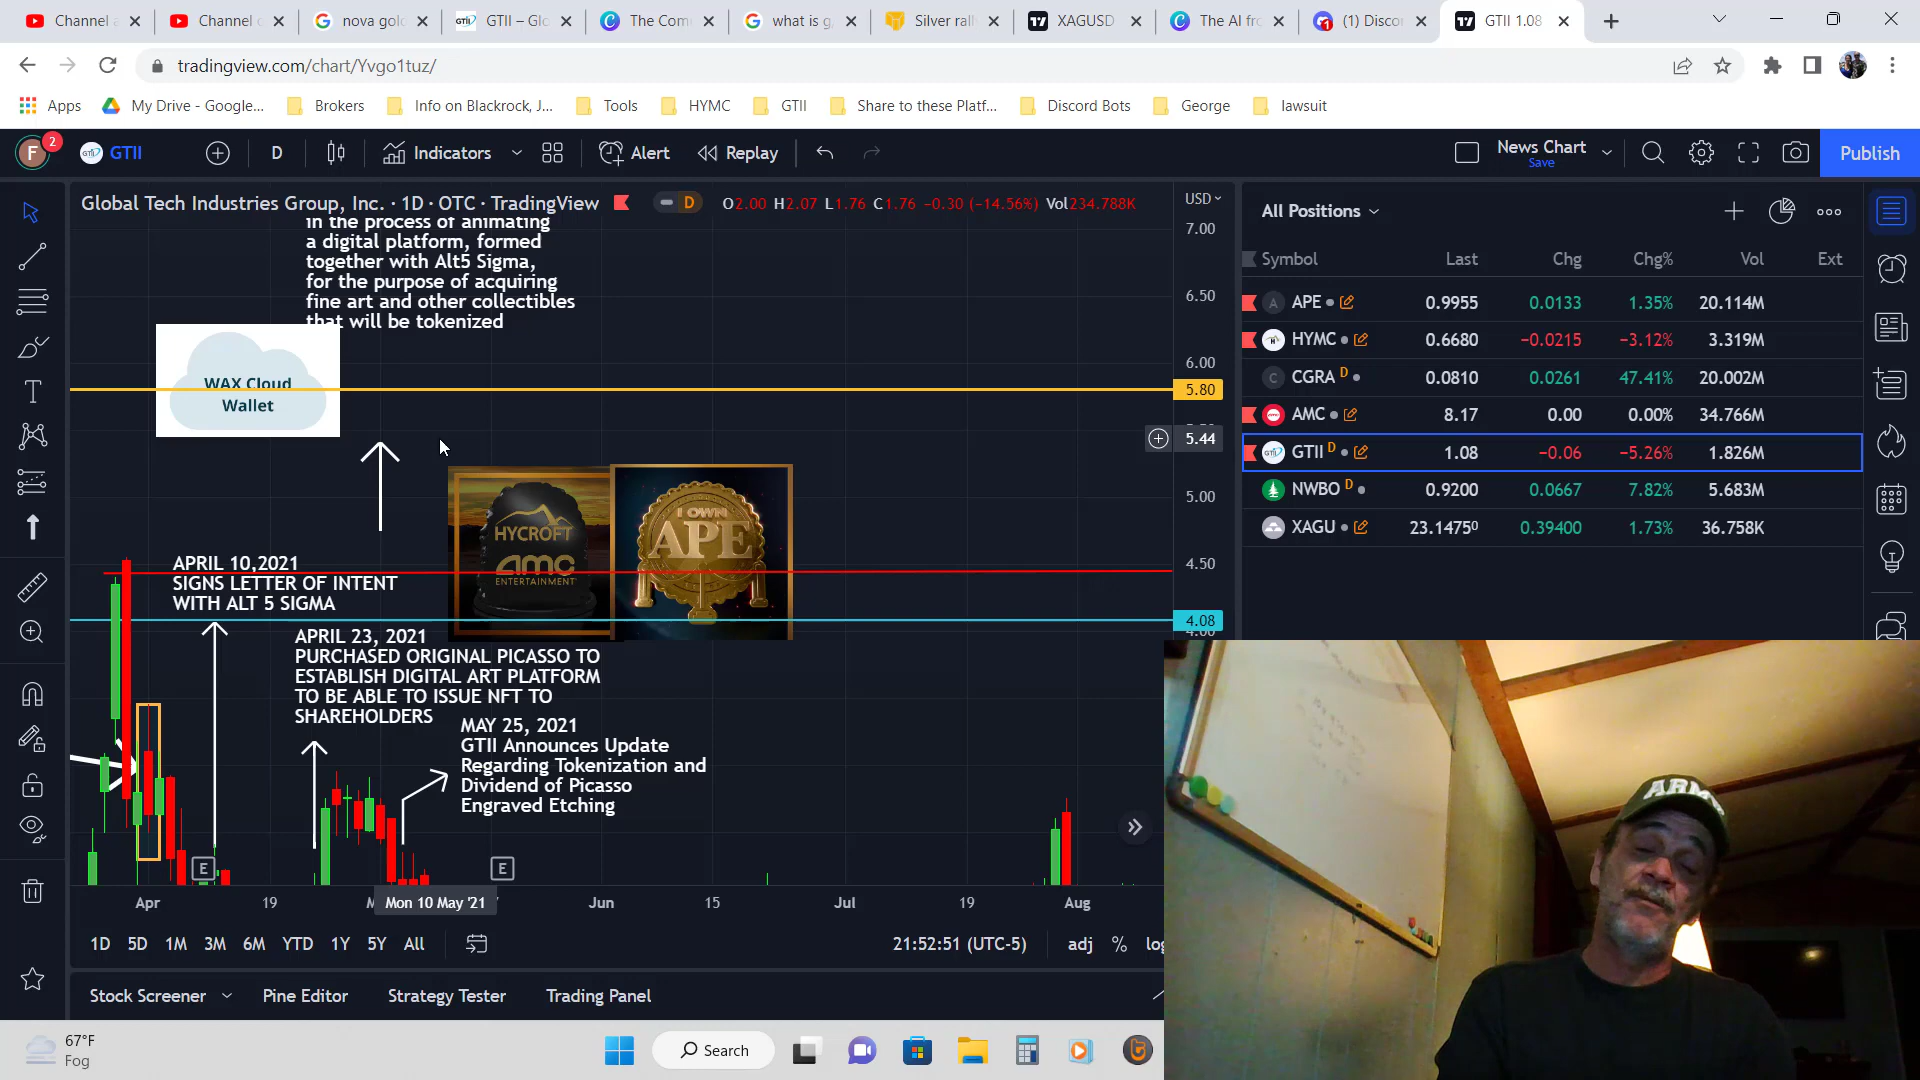 Channel
Channel
nova gol
GTII – Glo
The Com
what is g
Silver rall
XAGUSD
The AI fro
(1) Disco
GTII 1.08
tradingview.com/chart/Yvgo1tuz/
Apps
My Drive - Google...
Brokers
Info on Blackrock, J...
Tools
HYMC
GTII
Share to these Platf...
Discord Bots
George
lawsuit
F
2
GTII
D
Indicators
Alert
Replay
News Chart
Save
Publish
Global Tech Industries Group, Inc. · 1D · OTC · TradingView
D
O2.00 H2.07 L1.76 C1.76 −0.30 (−14.56%) Vol234.788K
USD
in the process of animating
a digital platform, formed
together with Alt5 Sigma,
for the purpose of acquiring
fine art and other collectibles
that will be tokenized
WAX Cloud
Wallet
7.00
6.50
6.00
5.80
5.44
5.00
4.50
4.08
4.00
HYCROFT
amc
ENTERTAINMENT
I OWN
APE
APRIL 10,2021
SIGNS LETTER OF INTENT
WITH ALT 5 SIGMA
APRIL 23, 2021
PURCHASED ORIGINAL PICASSO TO
ESTABLISH DIGITAL ART PLATFORM
TO BE ABLE TO ISSUE NFT TO
SHAREHOLDERS
MAY 25, 2021
GTII Announces Update
Regarding Tokenization and
Dividend of Picasso
Engraved Etching
E
E
Apr
19
Mon 10 May '21
Jun
15
Jul
19
Aug
1D 5D 1M 3M 6M YTD 1Y 5Y All
21:52:51 (UTC-5)
adj
%
log
Stock Screener
Pine Editor
Strategy Tester
Trading Panel
All Positions
Symbol Last Chg Chg% Vol Ext
APE 0.9955 0.0133 1.35% 20.114M
HYMC 0.6680 −0.0215 −3.12% 3.319M
CGRA D 0.0810 0.0261 47.41% 20.002M
AMC 8.17 0.00 0.00% 34.766M
GTII D 1.08 −0.06 −5.26% 1.826M
NWBO D 0.9200 0.0667 7.82% 5.683M
XAGU 23.1475⁰ 0.39400 1.73% 36.758K
ARMY
67°F
Fog
Search